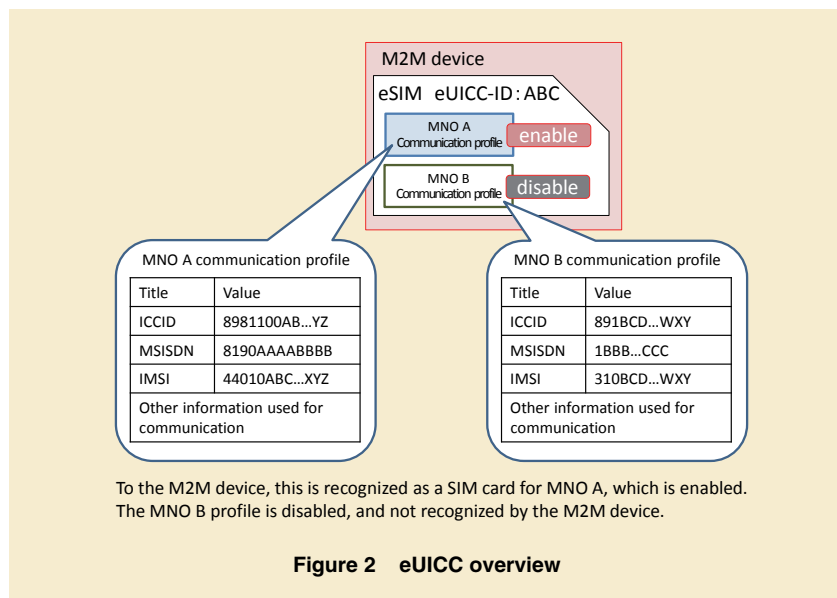 M2M device
eSIM eUICC-ID：ABC
MNO A
Communication profile
enable
MNO B
Communication profile
disable
MNO A communication profile
Title Value
ICCID 8981100AB...YZ
MSISDN 8190AAAABBBB
IMSI 44010ABC...XYZ
Other information used for
communication
MNO B communication profile
Title Value
ICCID 891BCD...WXY
MSISDN 1BBB...CCC
IMSI 310BCD...WXY
Other information used for
communication
To the M2M device, this is recognized as a SIM card for MNO A, which is enabled.
The MNO B profile is disabled, and not recognized by the M2M device.
Figure 2 eUICC overview